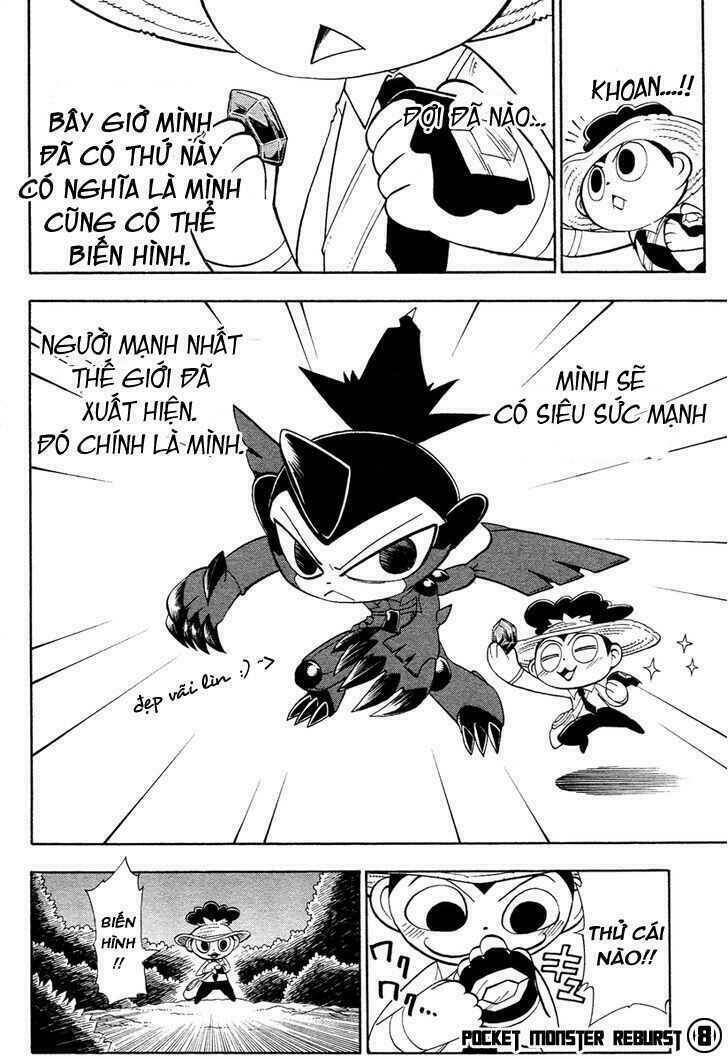 KHOAN....!!
ĐỢI ĐÃ NÀO...
BÂY GIỜ MÌNH
ĐÃ CÓ THỨ NÀY
CÓ NGHĨA LÀ MÌNH
CŨNG CÓ THỂ
BIẾN HÌNH.
MÌNH SẼ
CÓ SIÊU SỨC MẠNH
NGƯỜI MẠNH NHẤT
THẾ GIỚI ĐÃ
XUẤT HIỆN.
ĐÓ CHÍNH LÀ MÌNH.
đẹp vãi lìn :) ~>
THỬ CÁI
NÀO!!
ピュ
BIẾN
HÌNH
!!
POCKET MONSTER REBURST 8